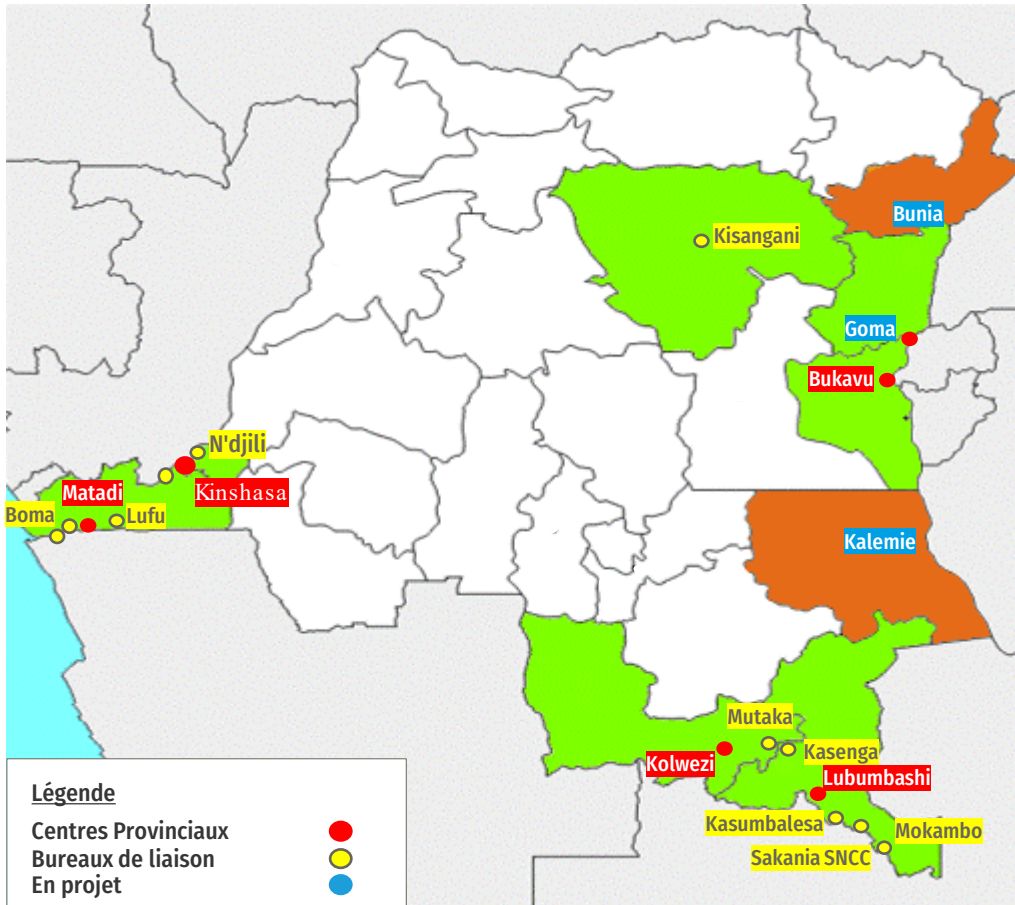 Kisangani
Bunia
Goma
Bukavu
N'djili
Kinshasa
Matadi
Boma
Lufu
Kalemie
Mutaka
Kolwezi
Kasenga
Lubumbashi
Kasumbalesa
Mokambo
Sakania SNCC
Légende
Centres Provinciaux
Bureaux de liaison
En projet